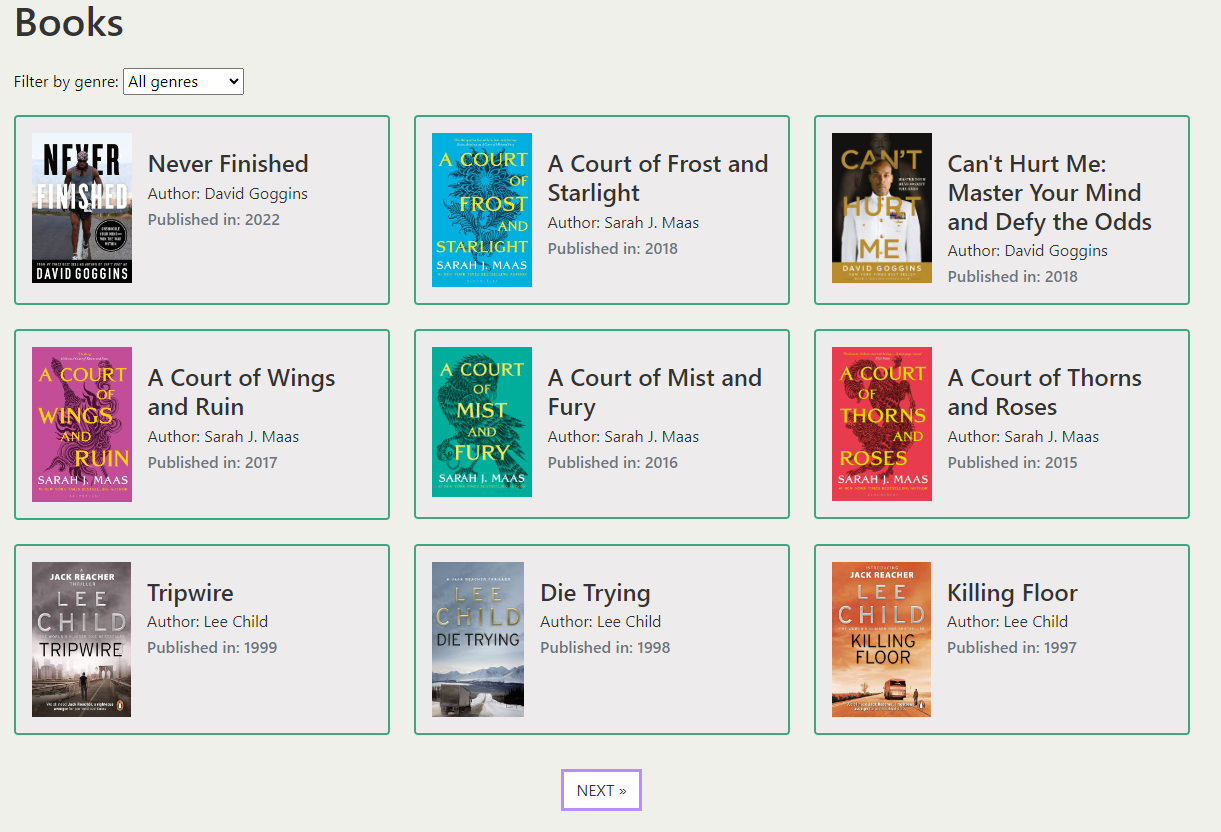 Books
Filter by genre: All genres
NEVER
FINISHED
DAVID GOGGINS
Never Finished
Author: David Goggins
Published in: 2022
A COURT
OF
FROST
AND
STARLIGHT
SARAH J. MAAS
A Court of Frost and
Starlight
Author: Sarah J. Maas
Published in: 2018
CAN'T
HURT
ME
DAVID GOGGINS
Can't Hurt Me:
Master Your Mind
and Defy the Odds
Author: David Goggins
Published in: 2018
A COURT
OF
WINGS
AND
RUIN
SARAH J. MAAS
A Court of Wings
and Ruin
Author: Sarah J. Maas
Published in: 2017
A COURT
OF
MIST
AND
FURY
SARAH J. MAAS
A Court of Mist and
Fury
Author: Sarah J. Maas
Published in: 2016
A COURT
OF
THORNS
AND
ROSES
SARAH J. MAAS
A Court of Thorns
and Roses
Author: Sarah J. Maas
Published in: 2015
A
JACK REACHER
THRILLER
LEE
CHILD
TRIPWIRE
Tripwire
Author: Lee Child
Published in: 1999
A JACK REACHER THRILLER
LEE
CHILD
DIE TRYING
Die Trying
Author: Lee Child
Published in: 1998
INTRODUCING
JACK REACHER
LEE
CHILD
KILLING
FLOOR
Killing Floor
Author: Lee Child
Published in: 1997
NEXT »